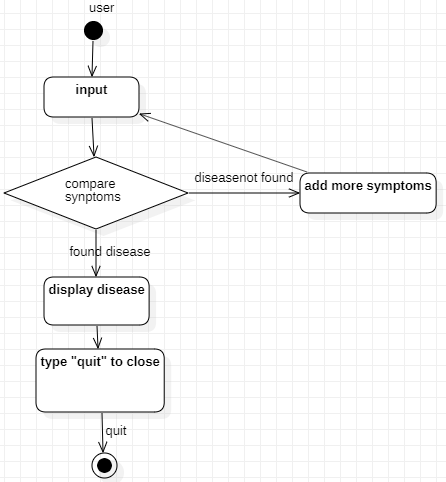 user
input
compare
synptoms
diseasenot found
add more symptoms
found disease
display disease
type "quit" to close
quit